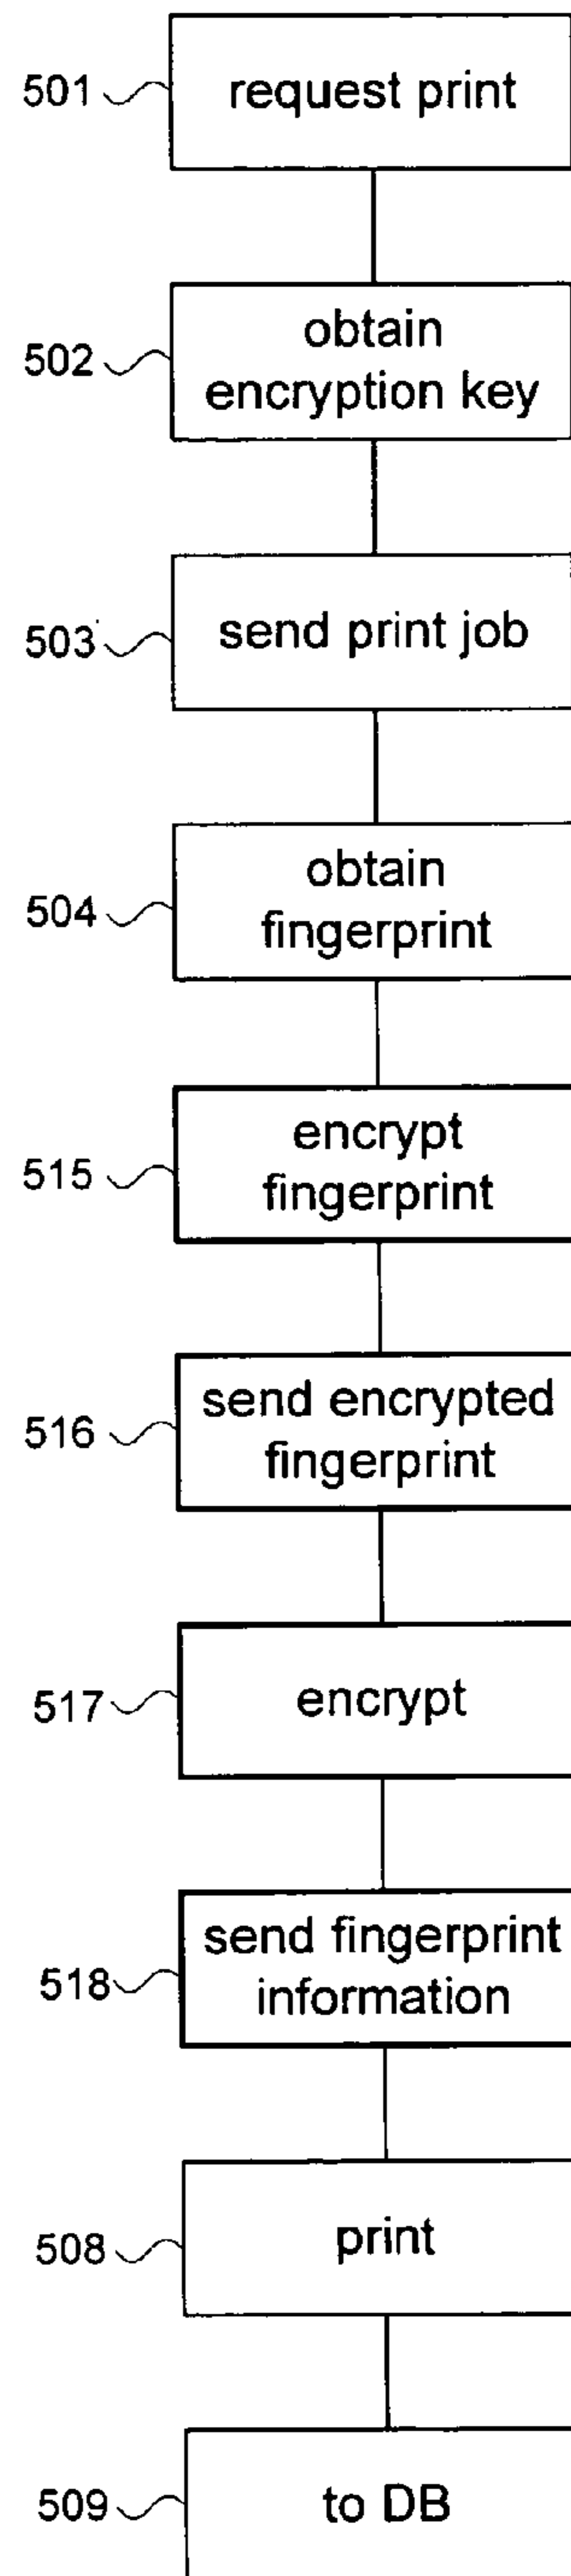 501 request print
502 obtain
encryption key
503 send print job
504 obtain
fingerprint
515 encrypt
fingerprint
516 send encrypted
fingerprint
517 encrypt
518 send fingerprint
information
508 print
509 to DB